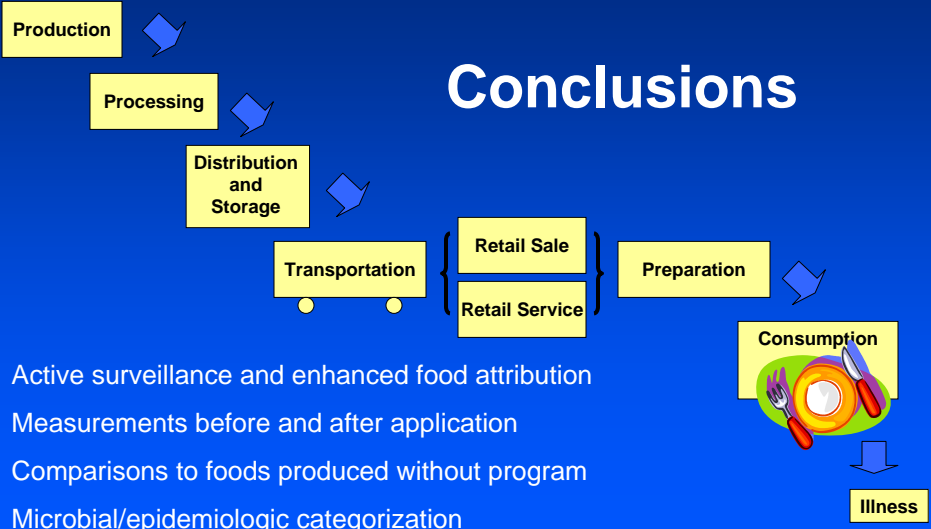 Production
Conclusions
Processing
Distribution
and
Storage
Transportation
Retail Sale
Retail Service
Preparation
Consumption
Active surveillance and enhanced food attribution
Measurements before and after application
Comparisons to foods produced without program
Microbial/epidemiologic categorization
Illness